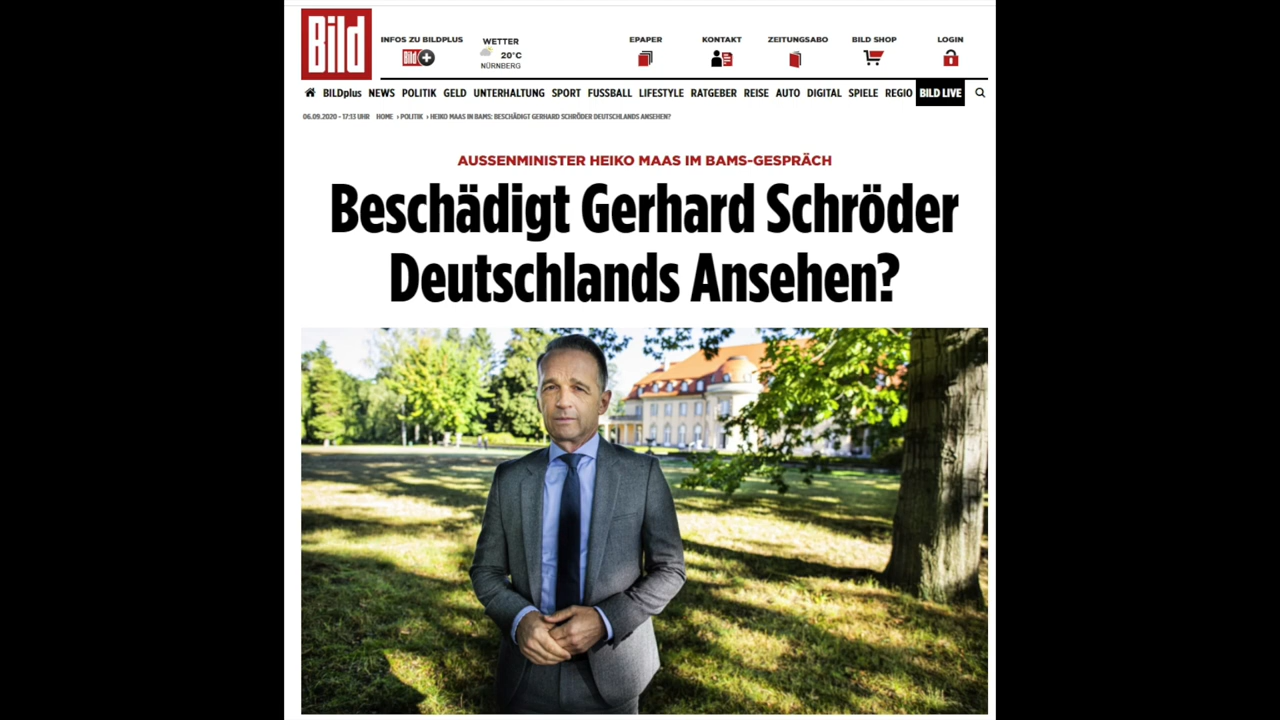 Bild
INFOS ZU BILDPLUS
Bild +
WETTER
20°C
NÜRNBERG
EPAPER
KONTAKT
ZEITUNGSABO
BILD SHOP
LOGIN
BILDplus NEWS POLITIK GELD UNTERHALTUNG SPORT FUSSBALL LIFESTYLE RATGEBER REISE AUTO DIGITAL SPIELE REGIO BILD LIVE
06.09.2020 - 17:13 UHR HOME › POLITIK › HEIKO MAAS IN BAMS: BESCHÄDIGT GERHARD SCHRÖDER DEUTSCHLANDS ANSEHEN?
AUSSENMINISTER HEIKO MAAS IM BAMS-GESPRÄCH
Beschädigt Gerhard Schröder
Deutschlands Ansehen?